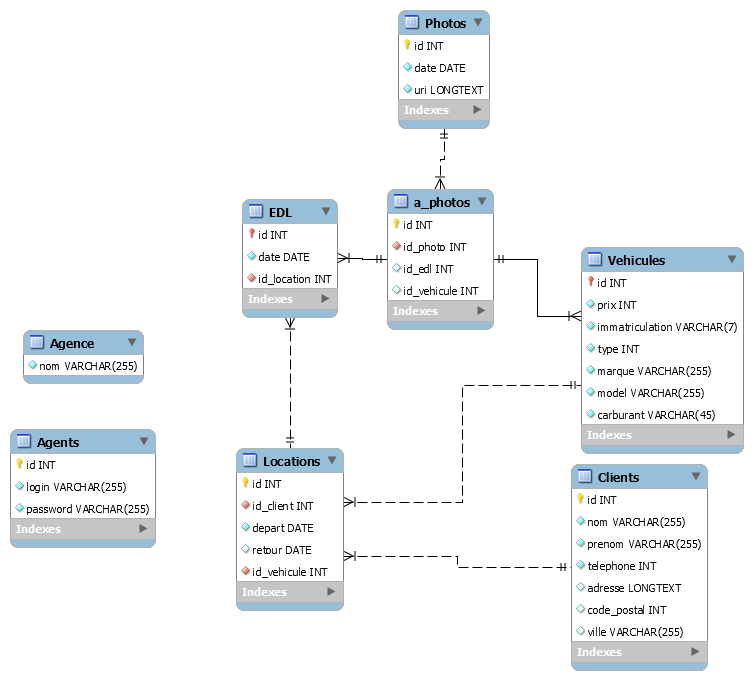 Photos
id INT
date DATE
uri LONGTEXT
Indexes
a_photos
id INT
id_photo INT
id_edl INT
id_vehicule INT
Indexes
EDL
id INT
date DATE
id_location INT
Indexes
Vehicules
id INT
prix INT
immatriculation VARCHAR(7)
type INT
marque VARCHAR(255)
model VARCHAR(255)
carburant VARCHAR(45)
Indexes
Agence
nom VARCHAR(255)
Agents
id INT
login VARCHAR(255)
password VARCHAR(255)
Indexes
Locations
id INT
id_client INT
depart DATE
retour DATE
id_vehicule INT
Indexes
Clients
id INT
nom VARCHAR(255)
prenom VARCHAR(255)
telephone INT
adresse LONGTEXT
code_postal INT
ville VARCHAR(255)
Indexes